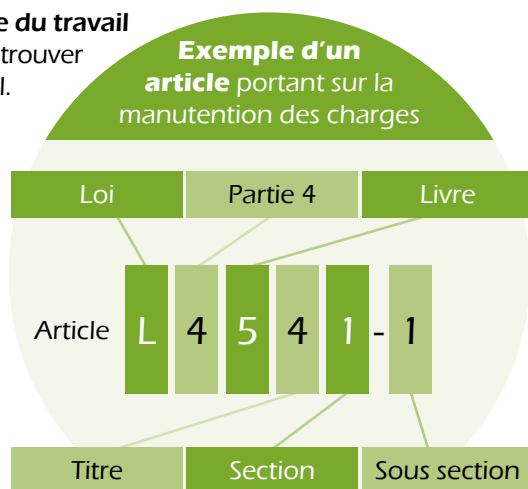 e du travail
trouver
l.
Exemple d'un
article portant sur la
manutention des charges
Loi Partie 4 Livre
Article L 4 5 4 1 - 1
Titre Section Sous section